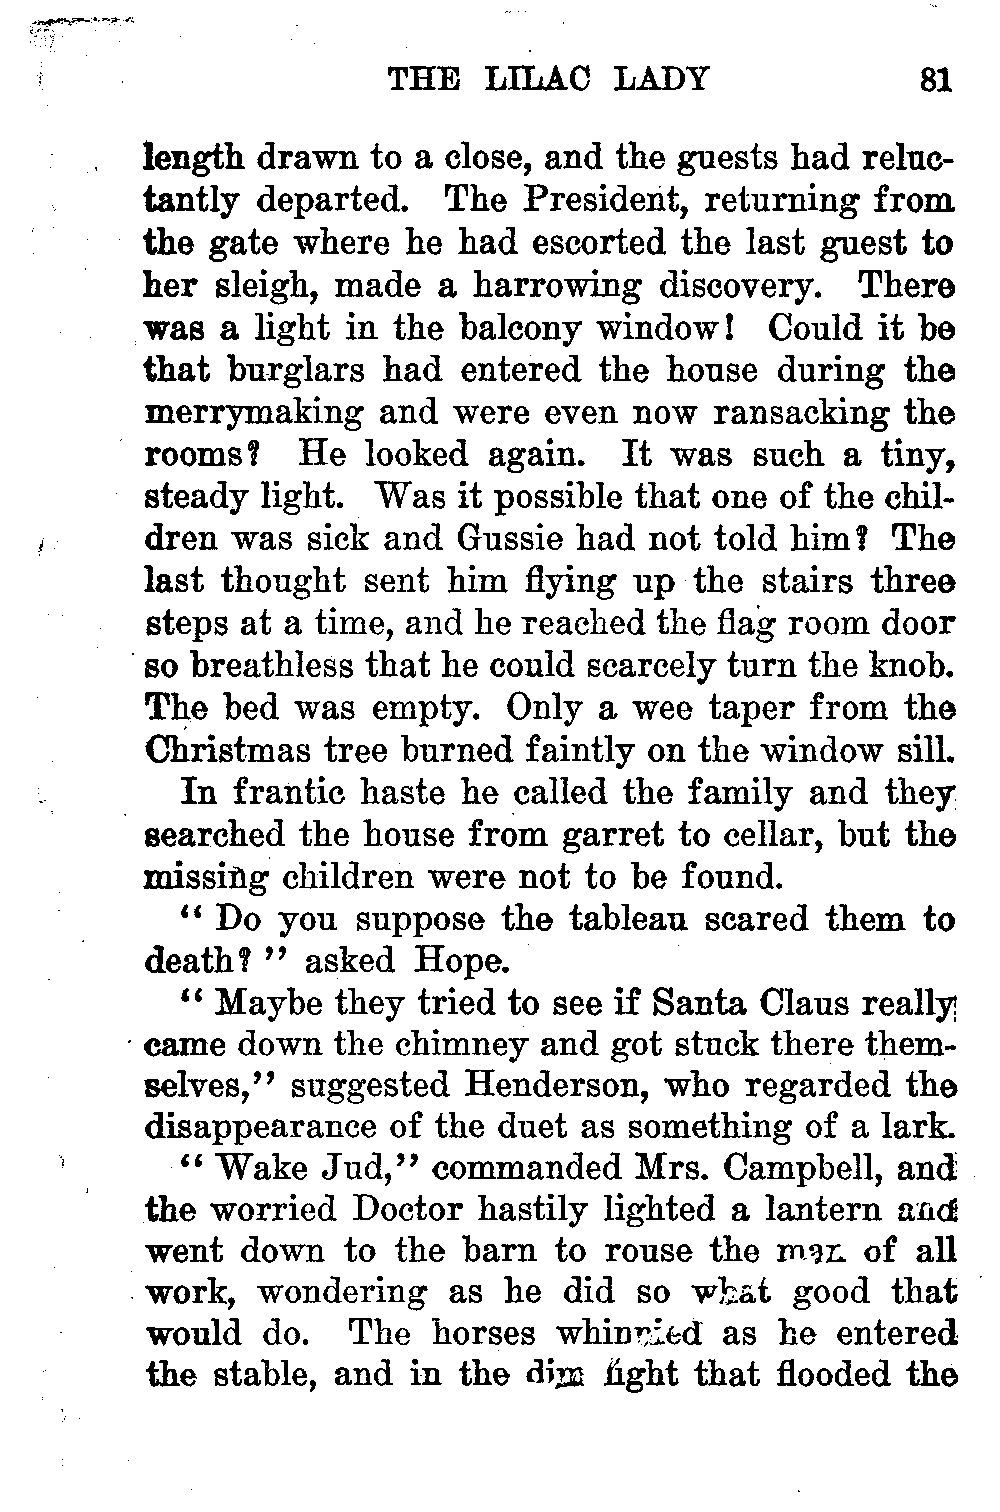 THE LILAC LADY 81
length drawn to a close, and the guests had reluc-
tantly departed. The President, returning from
the gate where he had escorted the last guest to
her sleigh, made a harrowing discovery. There
was a light in the balcony window! Could it be
that burglars had entered the house during the
merrymaking and were even now ransacking the
rooms? He looked again. It was such a tiny,
steady light. Was it possible that one of the chil-
dren was sick and Gussie had not told him? The
last thought sent him flying up the stairs three
steps at a time, and he reached the flag room door
so breathless that he could scarcely turn the knob.
The bed was empty. Only a wee taper from the
Christmas tree burned faintly on the window sill.
In frantic haste he called the family and they
searched the house from garret to cellar, but the
missing children were not to be found.
“ Do you suppose the tableau scared them to
death? ” asked Hope.
“ Maybe they tried to see if Santa Claus really
came down the chimney and got stuck there them-
selves,” suggested Henderson, who regarded the
disappearance of the duet as something of a lark.
“ Wake Jud,” commanded Mrs. Campbell, and
the worried Doctor hastily lighted a lantern and
went down to the barn to rouse the man of all
work, wondering as he did so what good that
would do. The horses whinnied as he entered
the stable, and in the dim light that flooded the